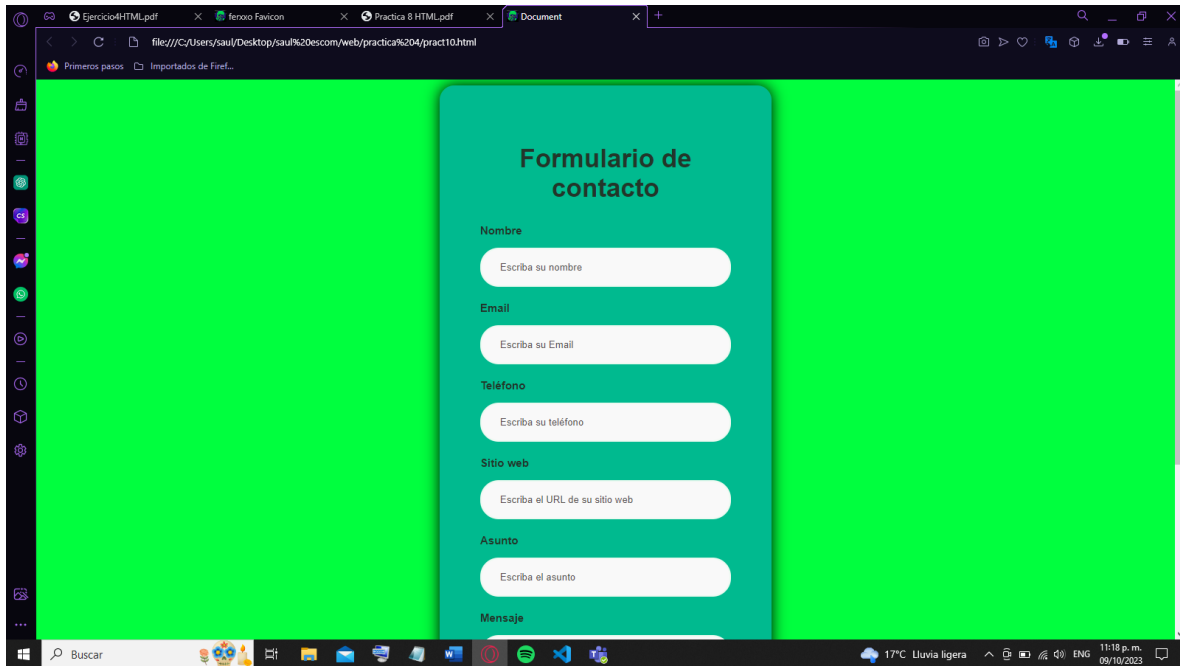 Ejercicio4HTML.pdf
ferxxo Favicon
Practica 8 HTML.pdf
Document
file:///C:/Users/saul/Desktop/saul%20escom/web/practica%204/pract10.html
Primeros pasos
Importados de Firef...
CS
Formulario de
contacto
Nombre
Escriba su nombre
Email
Escriba su Email
Teléfono
Escriba su teléfono
Sitio web
Escriba el URL de su sitio web
Asunto
Escriba el asunto
Mensaje
Buscar
17°C Lluvia ligera
ENG
11:18 p. m.
09/10/2023